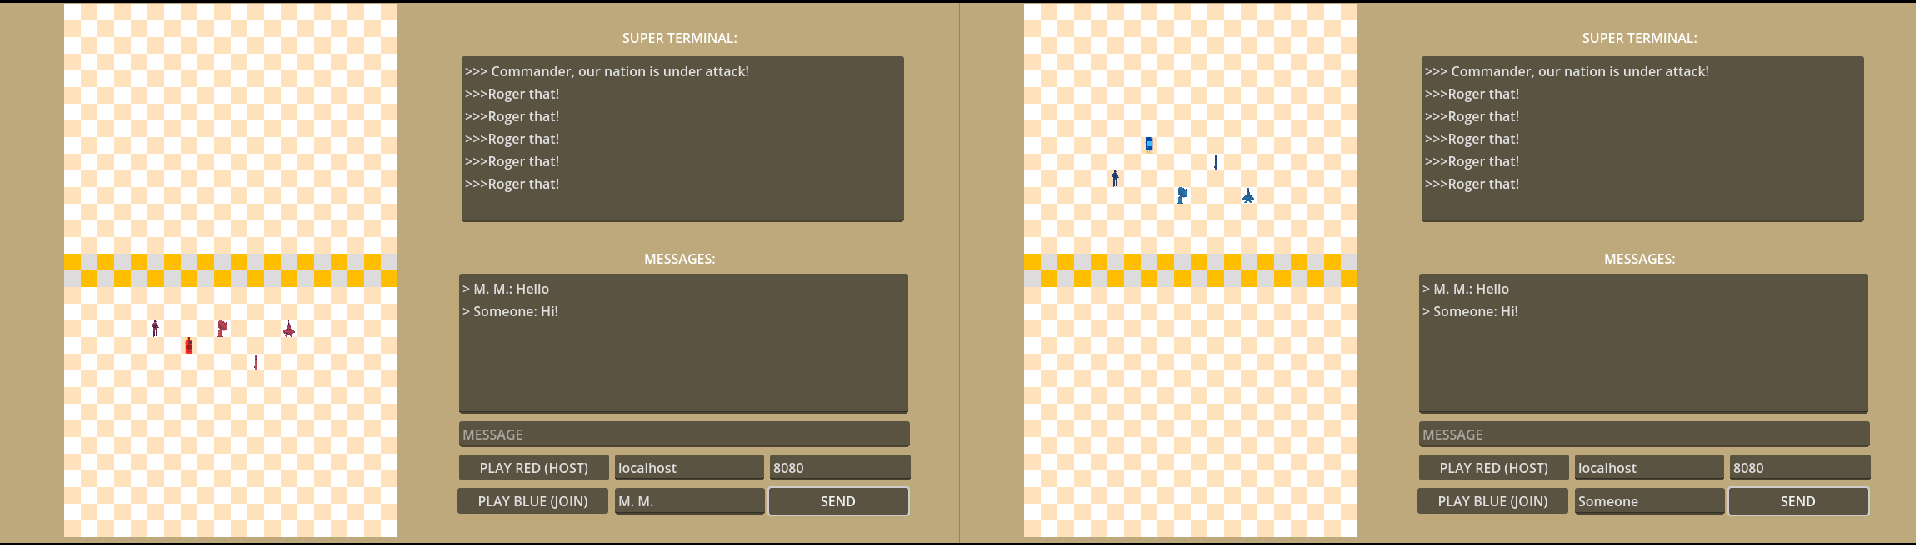 SUPER TERMINAL:
>>> Commander, our nation is under attack!
>>>Roger that!
>>>Roger that!
>>>Roger that!
>>>Roger that!
>>>Roger that!
MESSAGES:
> M. M.: Hello
> Someone: Hi!
MESSAGE
PLAY RED (HOST) localhost 8080
PLAY BLUE (JOIN) M. M. SEND
SUPER TERMINAL:
>>> Commander, our nation is under attack!
>>>Roger that!
>>>Roger that!
>>>Roger that!
>>>Roger that!
>>>Roger that!
MESSAGES:
> M. M.: Hello
> Someone: Hi!
MESSAGE
PLAY RED (HOST) localhost 8080
PLAY BLUE (JOIN) Someone SEND